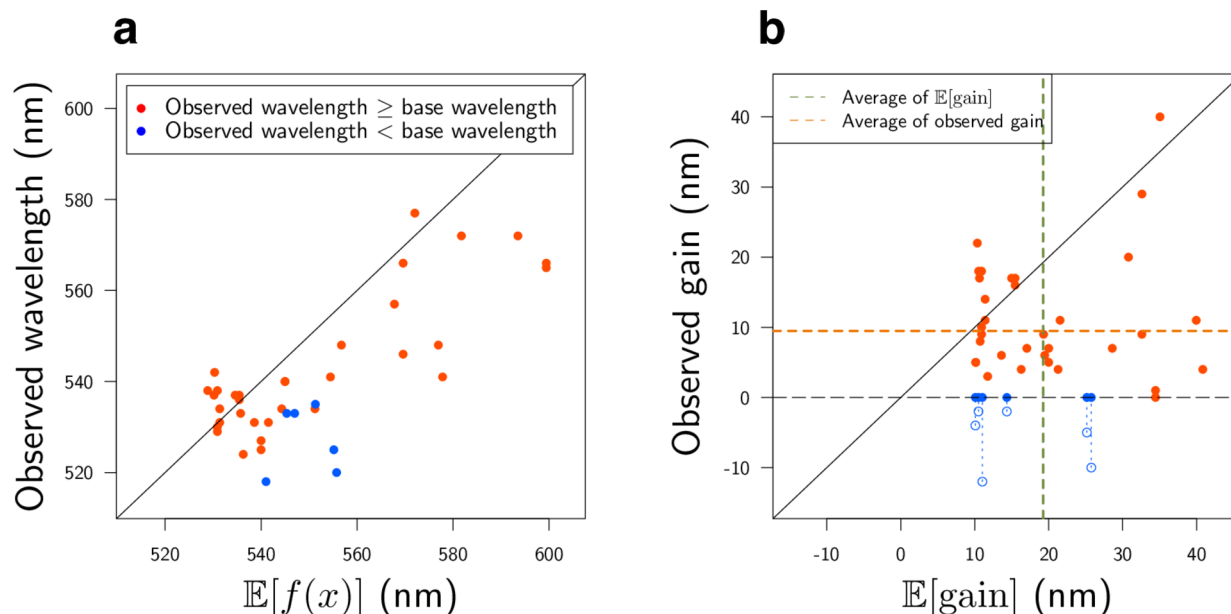 a
Observed wavelength (nm)
600
580
560
540
520
Observed wavelength ≥ base wavelength
Observed wavelength < base wavelength
520 540 560 580 600
𝔼[f(x)] (nm)
b
Observed gain (nm)
40
30
20
10
0
-10
Average of 𝔼[gain]
Average of observed gain
-10 0 10 20 30 40
𝔼[gain] (nm)